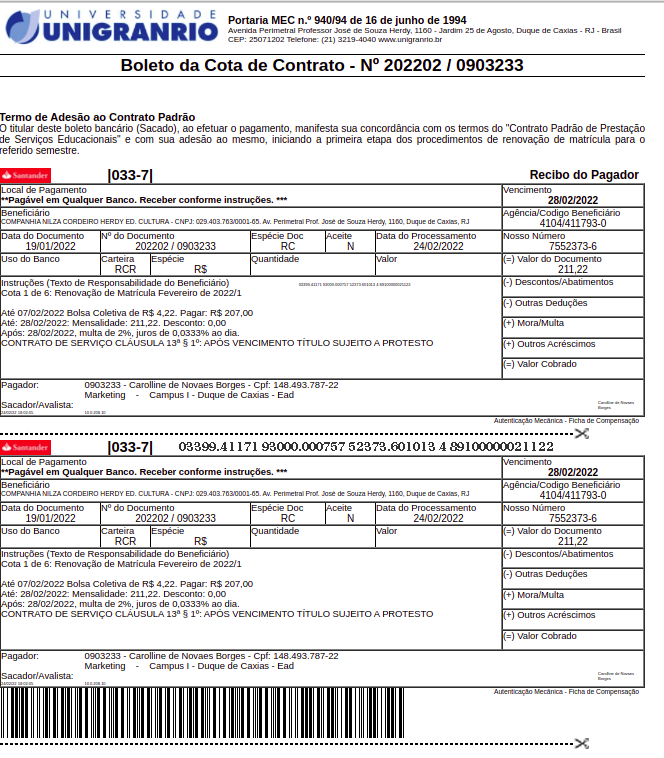 UNIVERSIDADE
UNIGRANRIO
Portaria MEC n.º 940/94 de 16 de junho de 1994
Avenida Perimetral Professor José de Souza Herdy, 1160 - Jardim 25 de Agosto, Duque de Caxias - RJ - Brasil
CEP: 25071202 Telefone: (21) 3219-4040 www.unigranrio.br
Boleto da Cota de Contrato - Nº 202202 / 0903233
Termo de Adesão ao Contrato Padrão
O titular deste boleto bancário (Sacado), ao efetuar o pagamento, manifesta sua concordância com os termos do "Contrato Padrão de Prestação
de Serviços Educacionais" e com sua adesão ao mesmo, iniciando a primeira etapa dos procedimentos de renovação de matrícula para o
referido semestre.
Santander |033-7| Recibo do Pagador
Local de Pagamento Vencimento
**Pagável em Qualquer Banco. Receber conforme instruções. *** 28/02/2022
Beneficiário Agência/Codigo Beneficiário
COMPANHIA NILZA CORDEIRO HERDY ED. CULTURA - CNPJ: 029.403.763/0001-65. Av. Perimetral Prof. José de Souza Herdy, 1160, Duque de Caxias, RJ 4104/411793-0
Data do Documento Nº do Documento Espécie Doc Aceite Data do Processamento Nosso Número
19/01/2022 202202 / 0903233 RC N 24/02/2022 7552373-6
Uso do Banco Carteira Espécie Quantidade Valor (=) Valor do Documento
RCR R$ 211,22
Instruções (Texto de Responsabilidade do Beneficiário) 03399.41171 93000.000757 52373.601013 4 89100000021122 (-) Descontos/Abatimentos
Cota 1 de 6: Renovação de Matrícula Fevereiro de 2022/1
(-) Outras Deduções
Até 07/02/2022 Bolsa Coletiva de R$ 4,22. Pagar: R$ 207,00
Até: 28/02/2022: Mensalidade: 211,22. Desconto: 0,00 (+) Mora/Multa
Após: 28/02/2022, multa de 2%, juros de 0,0333% ao dia.
CONTRATO DE SERVIÇO CLÁUSULA 13ª § 1º: APÓS VENCIMENTO TÍTULO SUJEITO A PROTESTO (+) Outros Acréscimos
(=) Valor Cobrado
Pagador: 0903233 - Carolline de Novaes Borges - Cpf: 148.493.787-22
Marketing - Campus I - Duque de Caxias - Ead
Sacador/Avalista: Carolline de Novaes
Borges
Autenticação Mecânica - Ficha de Compensação
Santander |033-7| 03399.41171 93000.000757 52373.601013 4 89100000021122
Local de Pagamento Vencimento
**Pagável em Qualquer Banco. Receber conforme instruções. *** 28/02/2022
Beneficiário Agência/Codigo Beneficiário
COMPANHIA NILZA CORDEIRO HERDY ED. CULTURA - CNPJ: 029.403.763/0001-65. Av. Perimetral Prof. José de Souza Herdy, 1160, Duque de Caxias, RJ 4104/411793-0
Data do Documento Nº do Documento Espécie Doc Aceite Data do Processamento Nosso Número
19/01/2022 202202 / 0903233 RC N 24/02/2022 7552373-6
Uso do Banco Carteira Espécie Quantidade Valor (=) Valor do Documento
RCR R$ 211,22
Instruções (Texto de Responsabilidade do Beneficiário) (-) Descontos/Abatimentos
Cota 1 de 6: Renovação de Matrícula Fevereiro de 2022/1
(-) Outras Deduções
Até 07/02/2022 Bolsa Coletiva de R$ 4,22. Pagar: R$ 207,00
Até: 28/02/2022: Mensalidade: 211,22. Desconto: 0,00 (+) Mora/Multa
Após: 28/02/2022, multa de 2%, juros de 0,0333% ao dia.
CONTRATO DE SERVIÇO CLÁUSULA 13ª § 1º: APÓS VENCIMENTO TÍTULO SUJEITO A PROTESTO (+) Outros Acréscimos
(=) Valor Cobrado
Pagador: 0903233 - Carolline de Novaes Borges - Cpf: 148.493.787-22
Marketing - Campus I - Duque de Caxias - Ead
Sacador/Avalista: Carolline de Novaes
Borges
Autenticação Mecânica - Ficha de Compensação